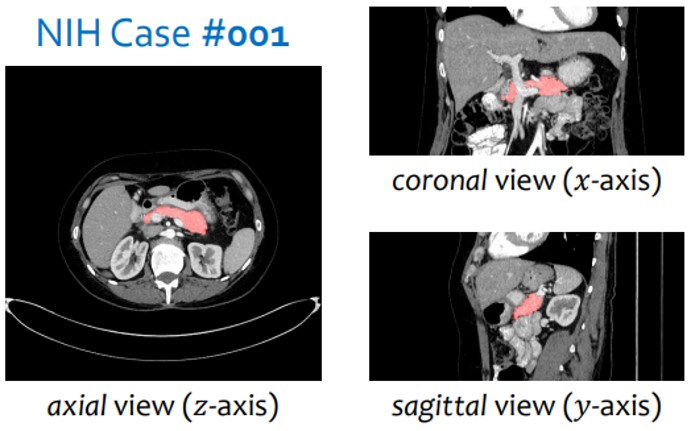 NIH Case #001
coronal view (x-axis)
axial view (z-axis)
sagittal view (y-axis)